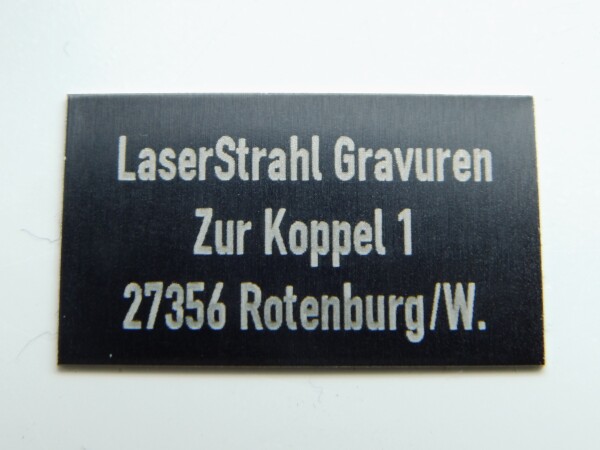 LaserStrahl Gravuren
Zur Koppel 1
27356 Rotenburg/W.